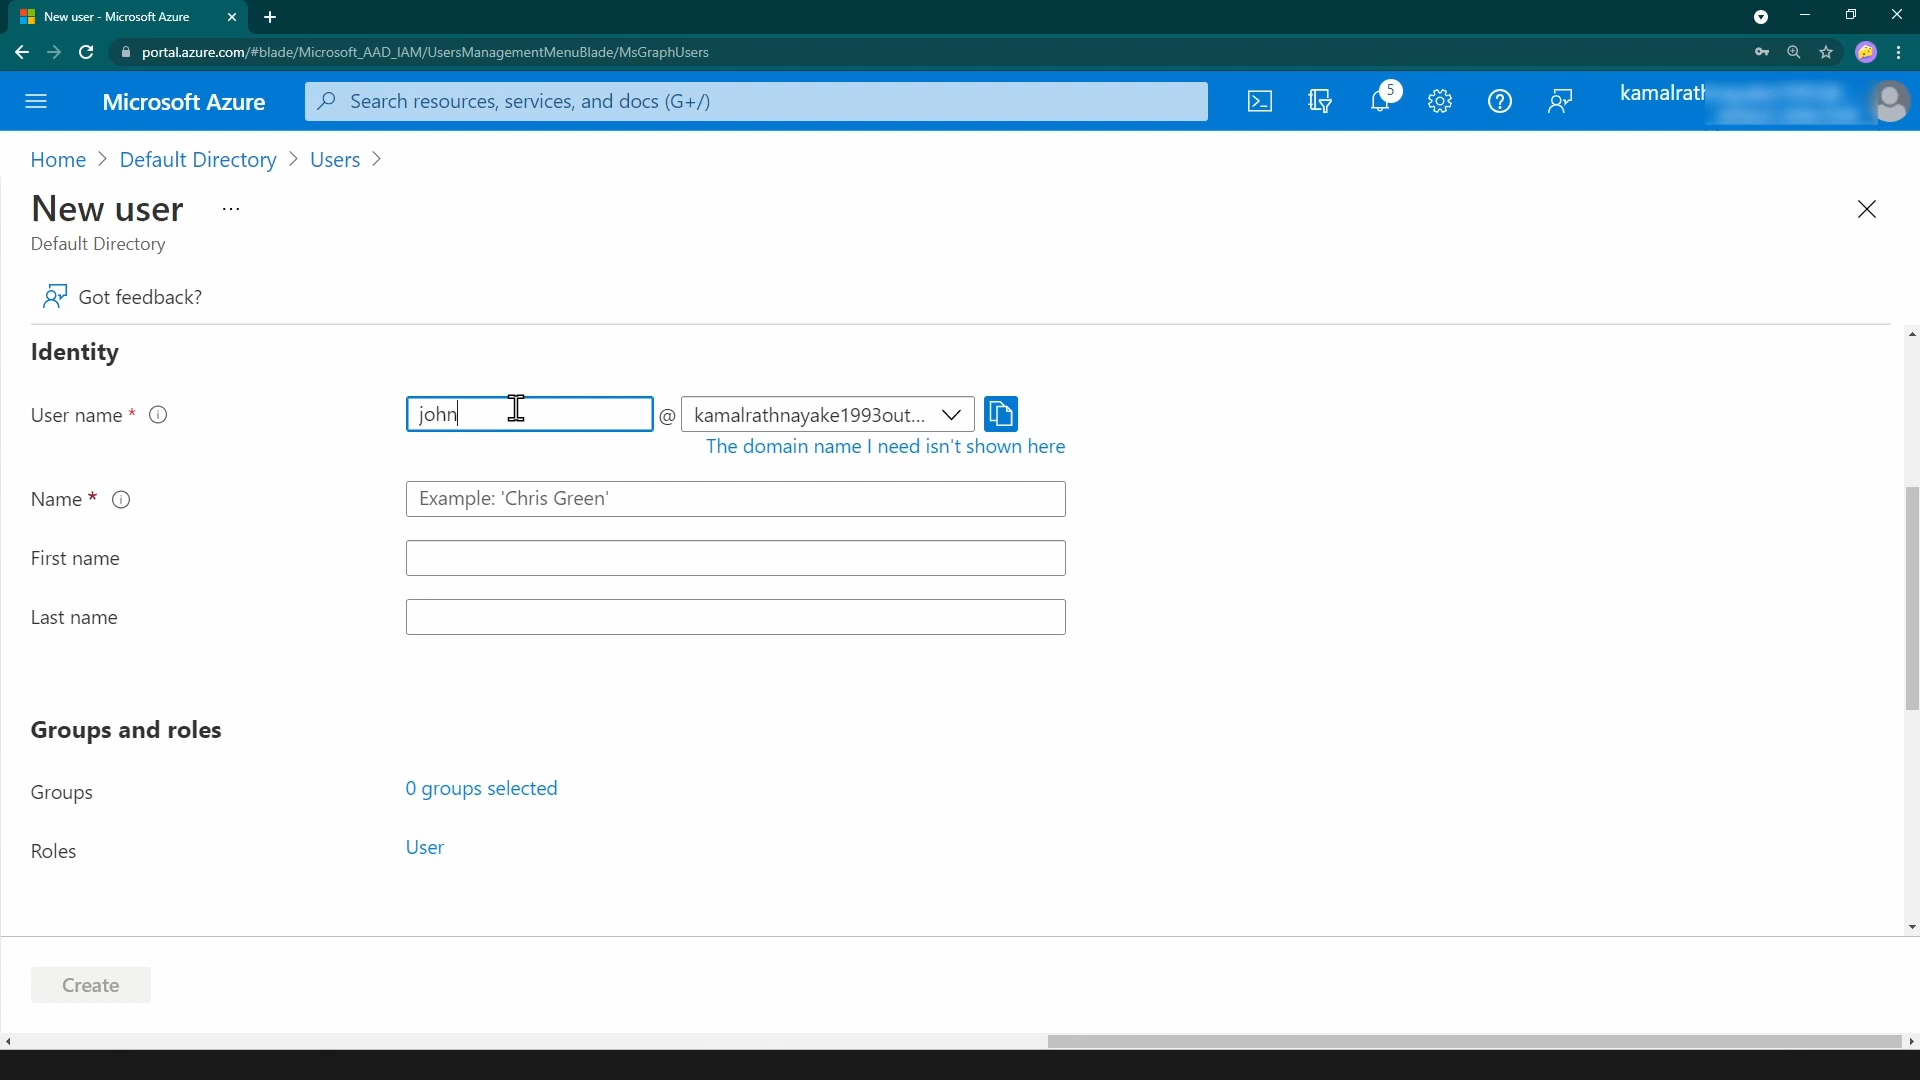 New user - Microsoft Azure
portal.azure.com/#blade/Microsoft_AAD_IAM/UsersManagementMenuBlade/MsGraphUsers
Microsoft Azure
Search resources, services, and docs (G+/)
5
kamalrath
Home > Default Directory > Users >
New user ...
Default Directory
Got feedback?
Identity
User name *
john @ kamalrathnayake1993out...
The domain name I need isn't shown here
Name *
Example: 'Chris Green'
First name
Last name
Groups and roles
Groups
0 groups selected
Roles
User
Create